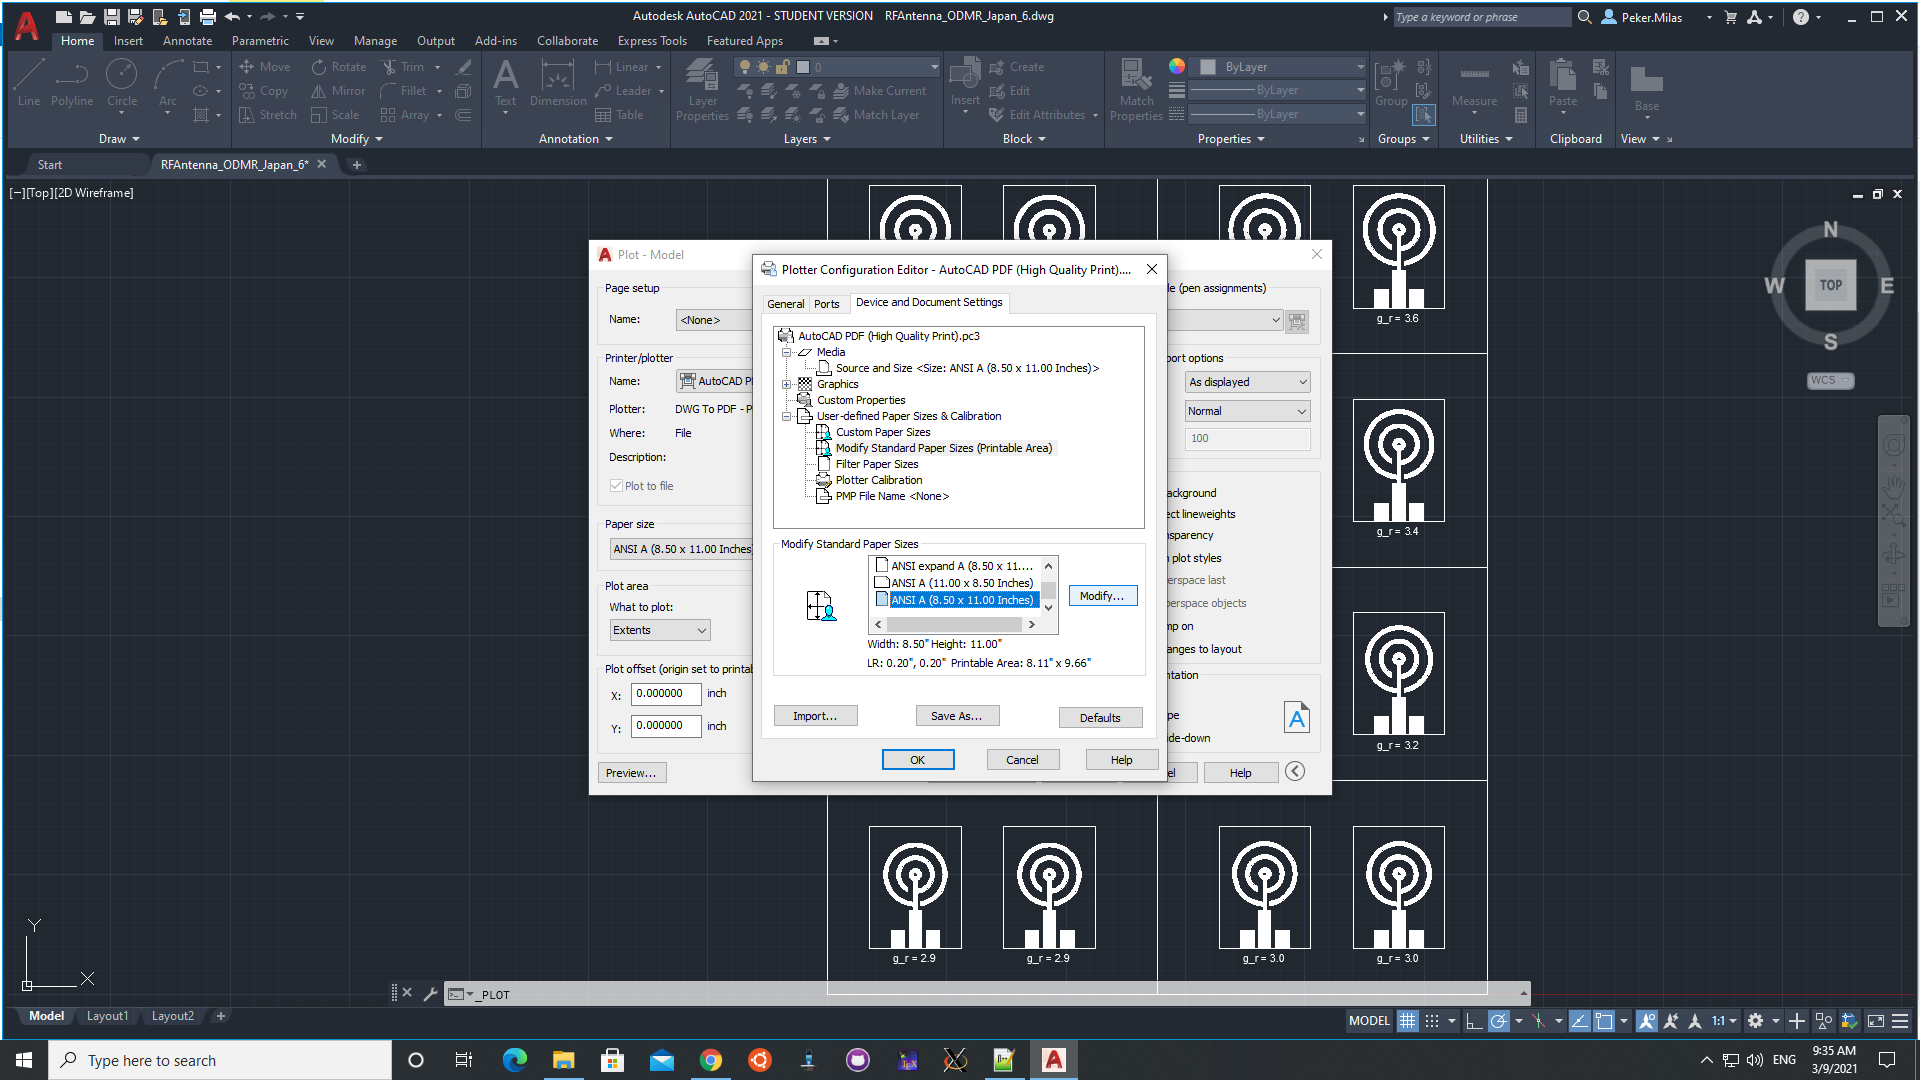 Autodesk AutoCAD 2021 - STUDENT VERSION RFAntenna_ODMR_Japan_6.dwg
Type a keyword or phrase
Peker.Milas
Home Insert Annotate Parametric View Manage Output Add-ins Collaborate Express Tools Featured Apps
Line Polyline Circle Arc
Move Rotate Trim
Copy Mirror Fillet
Stretch Scale Array
Text Dimension
Linear
Leader
Table
Layer Properties
0
Make Current
Match Layer
Insert
Create
Edit
Edit Attributes
Match Properties
ByLayer
ByLayer
ByLayer
Group
Measure
Paste
Base
Draw Modify Annotation Layers Block Properties Groups Utilities Clipboard View
Start RFAntenna_ODMR_Japan_6*
[−][Top][2D Wireframe]
N
W TOP E
S
WCS
g_r = 3.6
g_r = 3.4
g_r = 3.2
g_r = 2.9 g_r = 2.9 g_r = 3.0 g_r = 3.0
Plot - Model
Page setup
Name: <None>
Printer/plotter
Name: AutoCAD P
Plotter: DWG To PDF - P
Where: File
Description:
Plot to file
Paper size
ANSI A (8.50 x 11.00 Inches
Plot area
What to plot:
Extents
Plot offset (origin set to printab
X: 0.000000 inch
Y: 0.000000 inch
Preview...
le (pen assignments)
port options
As displayed
Normal
100
ackground
ect lineweights
nsparency
n plot styles
erspace last
erspace objects
mp on
anges to layout
ntation
pe
ide-down
A
el Help
Plotter Configuration Editor - AutoCAD PDF (High Quality Print)....
General Ports Device and Document Settings
AutoCAD PDF (High Quality Print).pc3
Media
Source and Size <Size: ANSI A (8.50 x 11.00 Inches)>
Graphics
Custom Properties
User-defined Paper Sizes & Calibration
Custom Paper Sizes
Modify Standard Paper Sizes (Printable Area)
Filter Paper Sizes
Plotter Calibration
PMP File Name <None>
Modify Standard Paper Sizes
ANSI expand A (8.50 x 11....
ANSI A (11.00 x 8.50 Inches)
ANSI A (8.50 x 11.00 Inches)
Modify...
Width: 8.50" Height: 11.00"
LR: 0.20", 0.20" Printable Area: 8.11" x 9.66"
Import... Save As... Defaults
OK Cancel Help
Y
X
_PLOT
Model Layout1 Layout2
MODEL 1:1
Type here to search
ENG
9:35 AM
3/9/2021